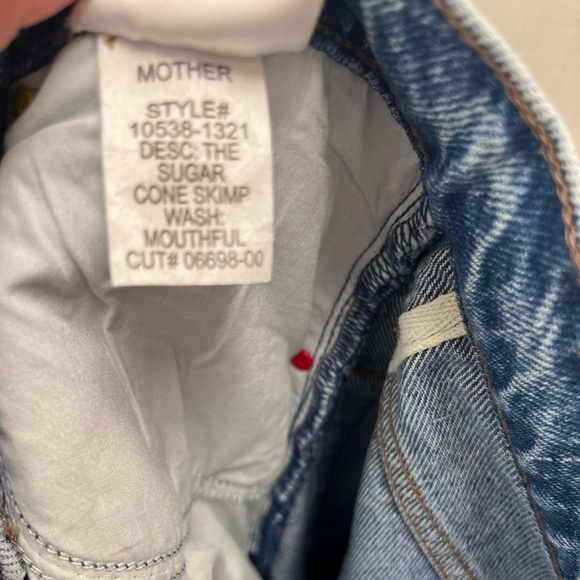 MOTHER
STYLE#
10538-1321
DESC: THE
SUGAR
CONE SKIMP
WASH:
MOUTHFUL
CUT# 06698-00